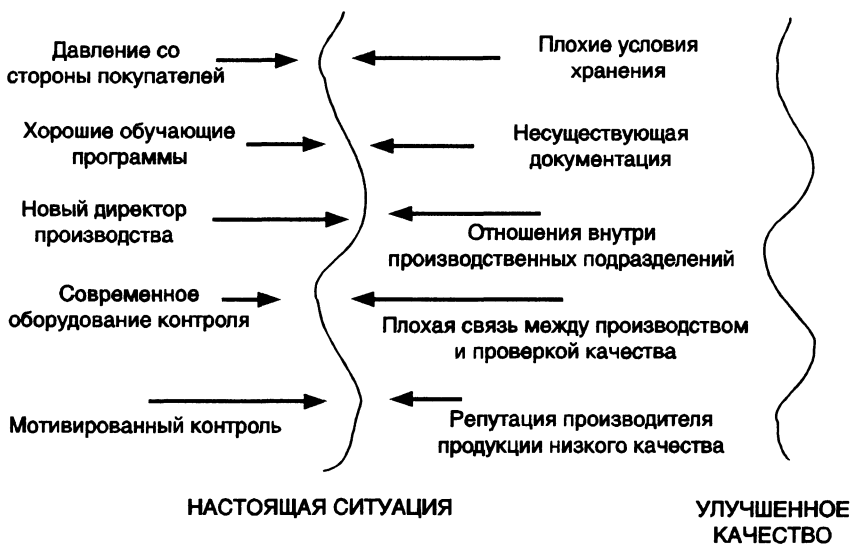 Давление со
стороны покупателей
Плохие условия
хранения
Хорошие обучающие
программы
Несуществующая
документация
Новый директор
производства
Отношения внутри
производственных подразделений
Современное
оборудование контроля
Плохая связь между производством
и проверкой качества
Мотивированный контроль
Репутация производителя
продукции низкого качества
НАСТОЯЩАЯ СИТУАЦИЯ
УЛУЧШЕННОЕ
КАЧЕСТВО